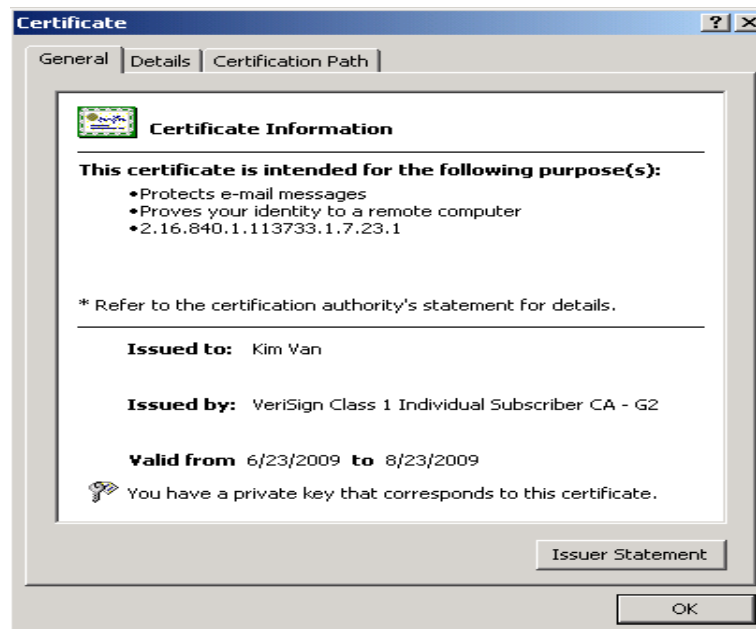 Certificate
General Details Certification Path
Certificate Information
This certificate is intended for the following purpose(s):
•Protects e-mail messages
•Proves your identity to a remote computer
•2.16.840.1.113733.1.7.23.1
* Refer to the certification authority's statement for details.
Issued to: Kim Van
Issued by: VeriSign Class 1 Individual Subscriber CA - G2
Valid from 6/23/2009 to 8/23/2009
You have a private key that corresponds to this certificate.
Issuer Statement
OK